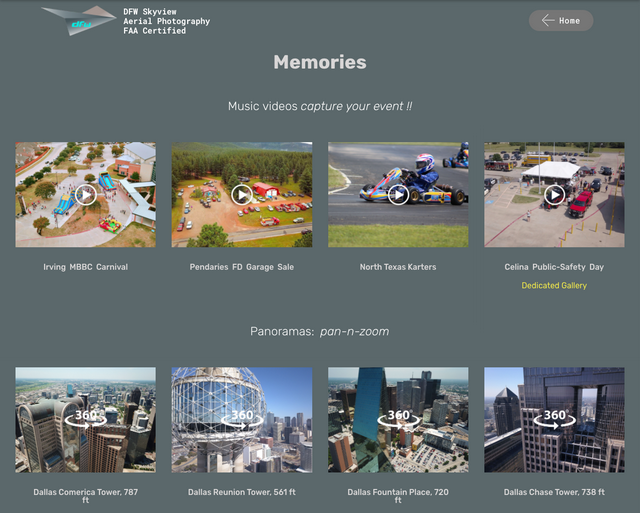 DFW Skyview
Aerial Photography
FAA Certified
dfw
Home
Memories
Music videos capture your event !!
Irving MBBC Carnival
Pendaries FD Garage Sale
North Texas Karters
Celina Public-Safety Day
Dedicated Gallery
Panoramas: pan-n-zoom
360
360
360
360
Dallas Comerica Tower, 787
ft
Dallas Reunion Tower, 561 ft
Dallas Fountain Place, 720
ft
Dallas Chase Tower, 738 ft